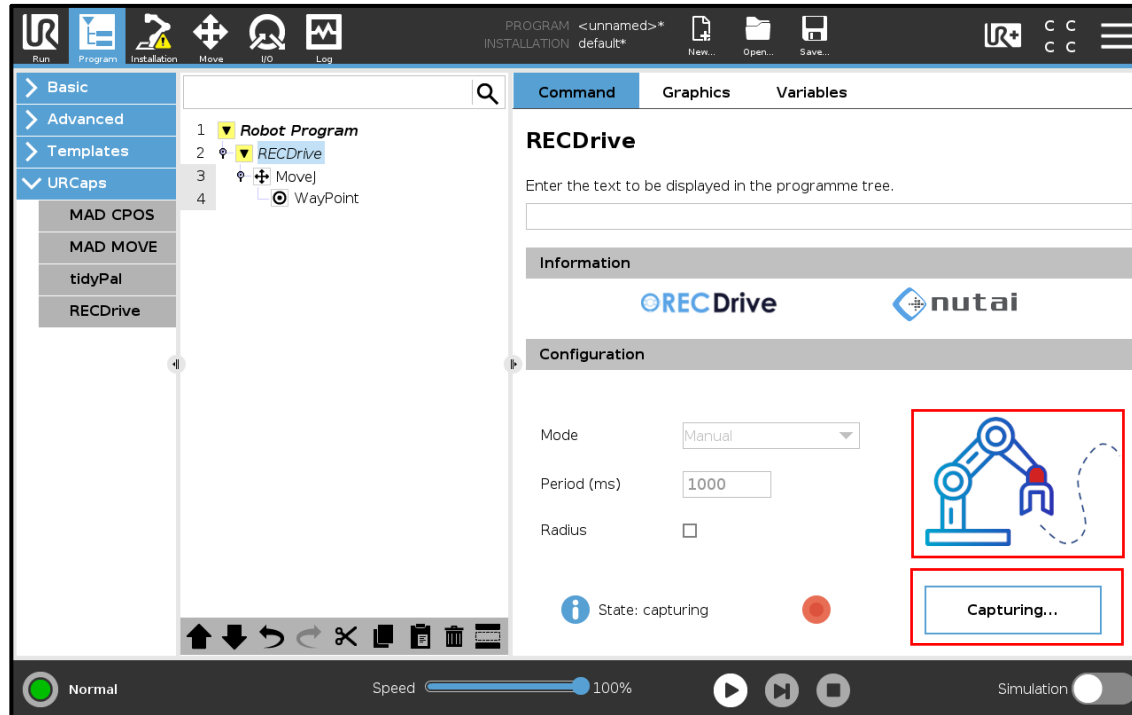 PROGRAM <unnamed>*
INSTALLATION default*
UR
Run
Program
Installation
Move
I/O
Log
New...
Open...
Save...
UR+
C C
C C
Basic
Advanced
Templates
URCaps
MAD CPOS
MAD MOVE
tidyPal
RECDrive
1 Robot Program
2 RECDrive
3 MoveJ
4 WayPoint
Command Graphics Variables
RECDrive
Enter the text to be displayed in the programme tree.
Information
RECDrive nutai
Configuration
Mode Manual
Period (ms) 1000
Radius
State: capturing
Capturing...
Normal
Speed 100%
Simulation